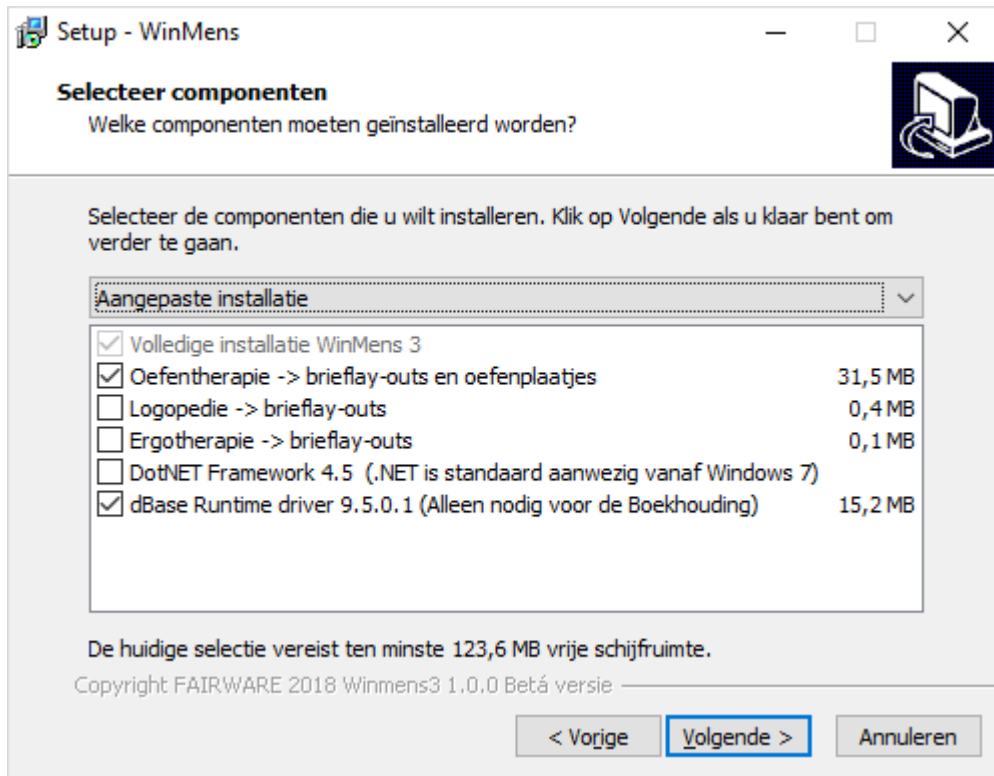 Setup - WinMens
Selecteer componenten
Welke componenten moeten geïnstalleerd worden?
Selecteer de componenten die u wilt installeren. Klik op Volgende als u klaar bent om
verder te gaan.
Aangepaste installatie
Volledige installatie WinMens 3
Oefentherapie -> brieflay-outs en oefenplaatjes 31,5 MB
Logopedie -> brieflay-outs 0,4 MB
Ergotherapie -> brieflay-outs 0,1 MB
DotNET Framework 4.5 (.NET is standaard aanwezig vanaf Windows 7)
dBase Runtime driver 9.5.0.1 (Alleen nodig voor de Boekhouding) 15,2 MB
De huidige selectie vereist ten minste 123,6 MB vrije schijfruimte.
Copyright FAIRWARE 2018 Winmens3 1.0.0 Betá versie
< Vorige Volgende > Annuleren